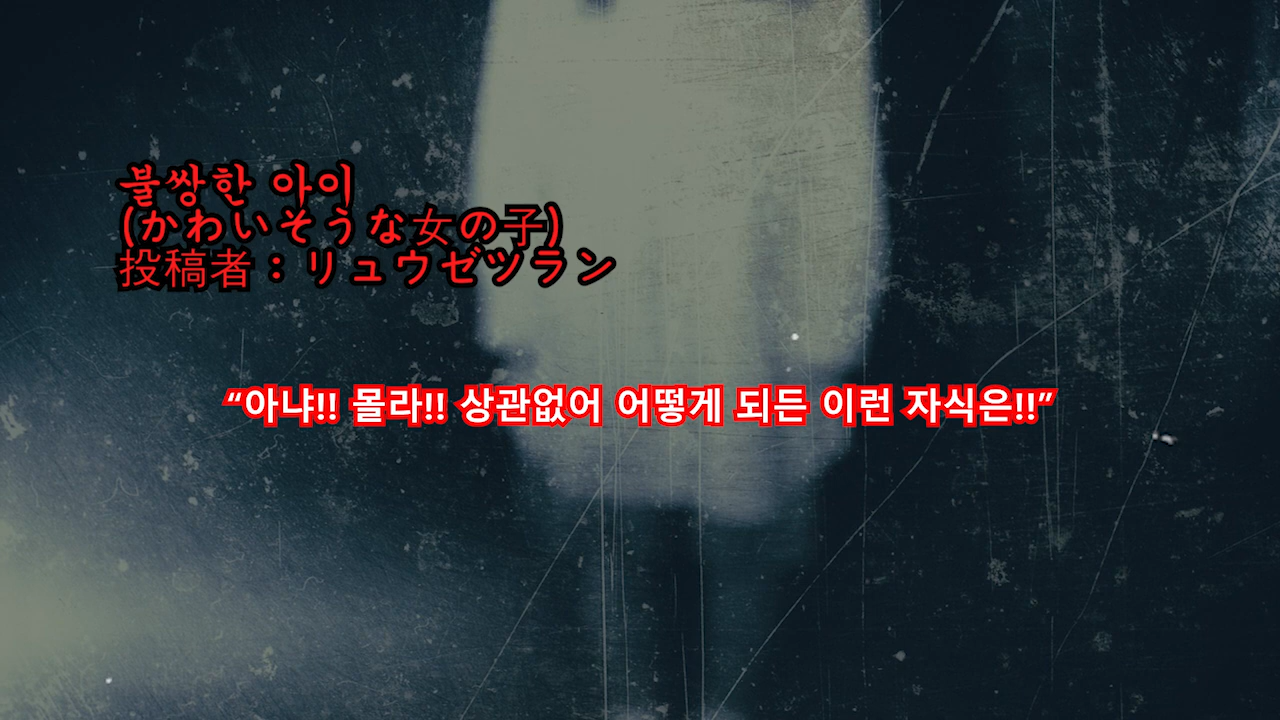 불쌍한 아이
(かわいそうな女の子)
投稿者：リュウゼツラン
“아냐!! 몰라!! 상관없어 어떻게 되든 이런 자식은!!”